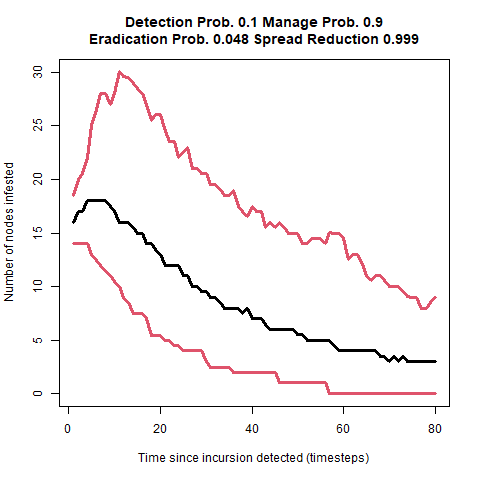 Detection Prob. 0.1 Manage Prob. 0.9
Eradication Prob. 0.048 Spread Reduction 0.999
Number of nodes infested
30
25
20
15
10
5
0
0 20 40 60 80
Time since incursion detected (timesteps)